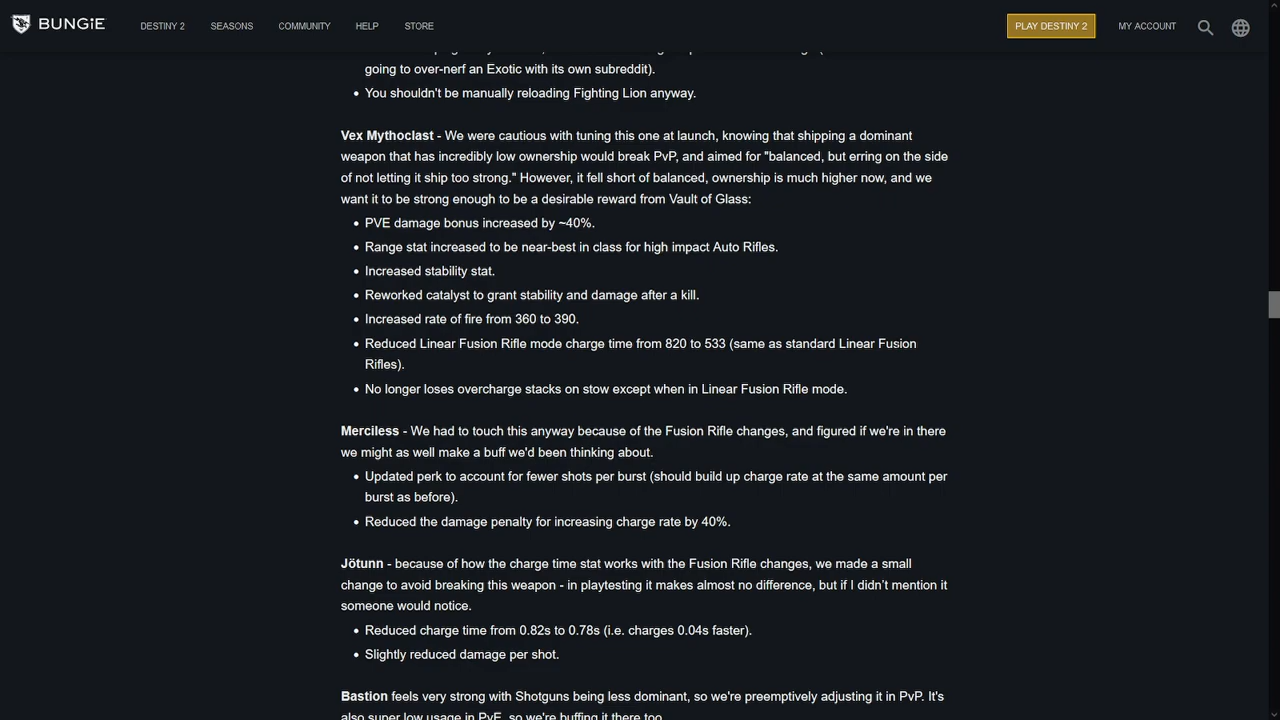 BUNGiE
DESTINY 2
SEASONS
COMMUNITY
HELP
STORE
PLAY DESTINY 2
MY ACCOUNT
going to over-nerf an Exotic with its own subreddit).
• You shouldn't be manually reloading Fighting Lion anyway.
Vex Mythoclast - We were cautious with tuning this one at launch, knowing that shipping a dominant
weapon that has incredibly low ownership would break PvP, and aimed for "balanced, but erring on the side
of not letting it ship too strong." However, it fell short of balanced, ownership is much higher now, and we
want it to be strong enough to be a desirable reward from Vault of Glass:
• PVE damage bonus increased by ~40%.
• Range stat increased to be near-best in class for high impact Auto Rifles.
• Increased stability stat.
• Reworked catalyst to grant stability and damage after a kill.
• Increased rate of fire from 360 to 390.
• Reduced Linear Fusion Rifle mode charge time from 820 to 533 (same as standard Linear Fusion
Rifles).
• No longer loses overcharge stacks on stow except when in Linear Fusion Rifle mode.
Merciless - We had to touch this anyway because of the Fusion Rifle changes, and figured if we're in there
we might as well make a buff we'd been thinking about.
• Updated perk to account for fewer shots per burst (should build up charge rate at the same amount per
burst as before).
• Reduced the damage penalty for increasing charge rate by 40%.
Jötunn - because of how the charge time stat works with the Fusion Rifle changes, we made a small
change to avoid breaking this weapon - in playtesting it makes almost no difference, but if I didn't mention it
someone would notice.
• Reduced charge time from 0.82s to 0.78s (i.e. charges 0.04s faster).
• Slightly reduced damage per shot.
Bastion feels very strong with Shotguns being less dominant, so we're preemptively adjusting it in PvP. It's
also super low usage in PvE, so we're buffing it there too.